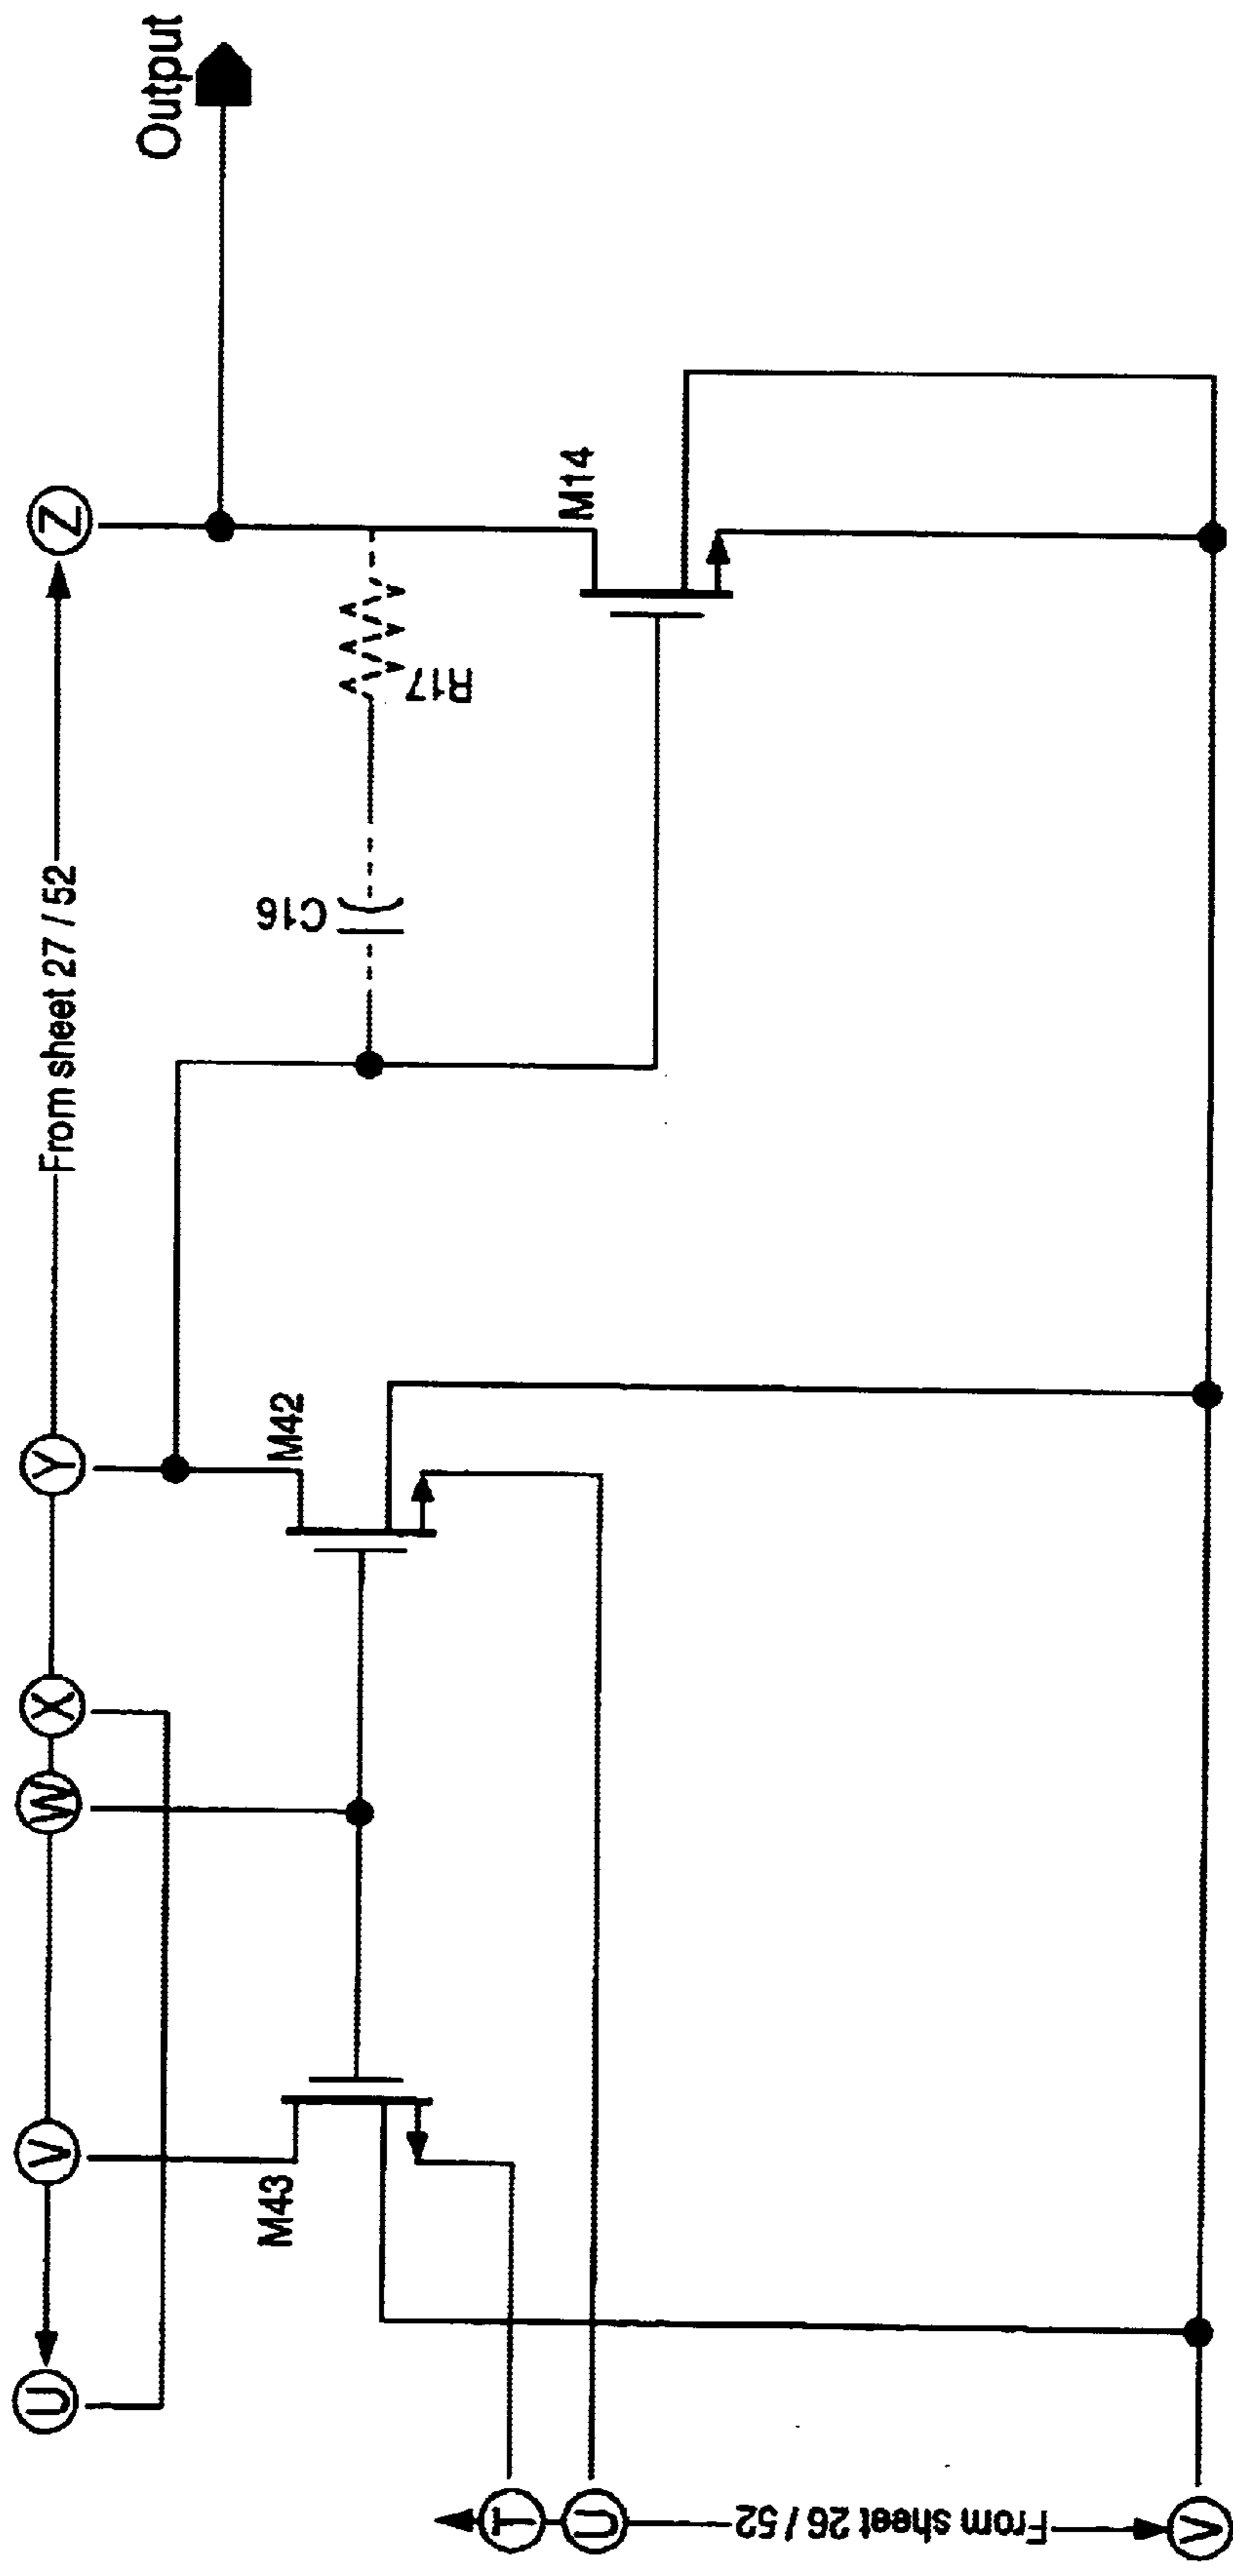 U
V
W
X
Y
From sheet 27 / 52
Z
Output
M43
M42
C16
R17
M14
T
U
From sheet 26 / 52
V